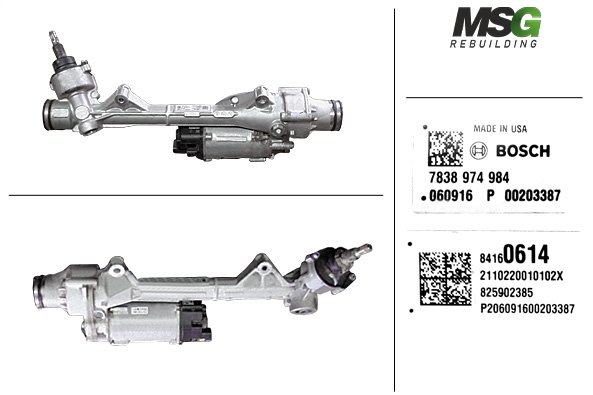 MSG
REBUILDING
MADE IN USA
BOSCH
7838 974 984
060916 P 00203387
84160614
2110220010102X
825902385
P206091600203387